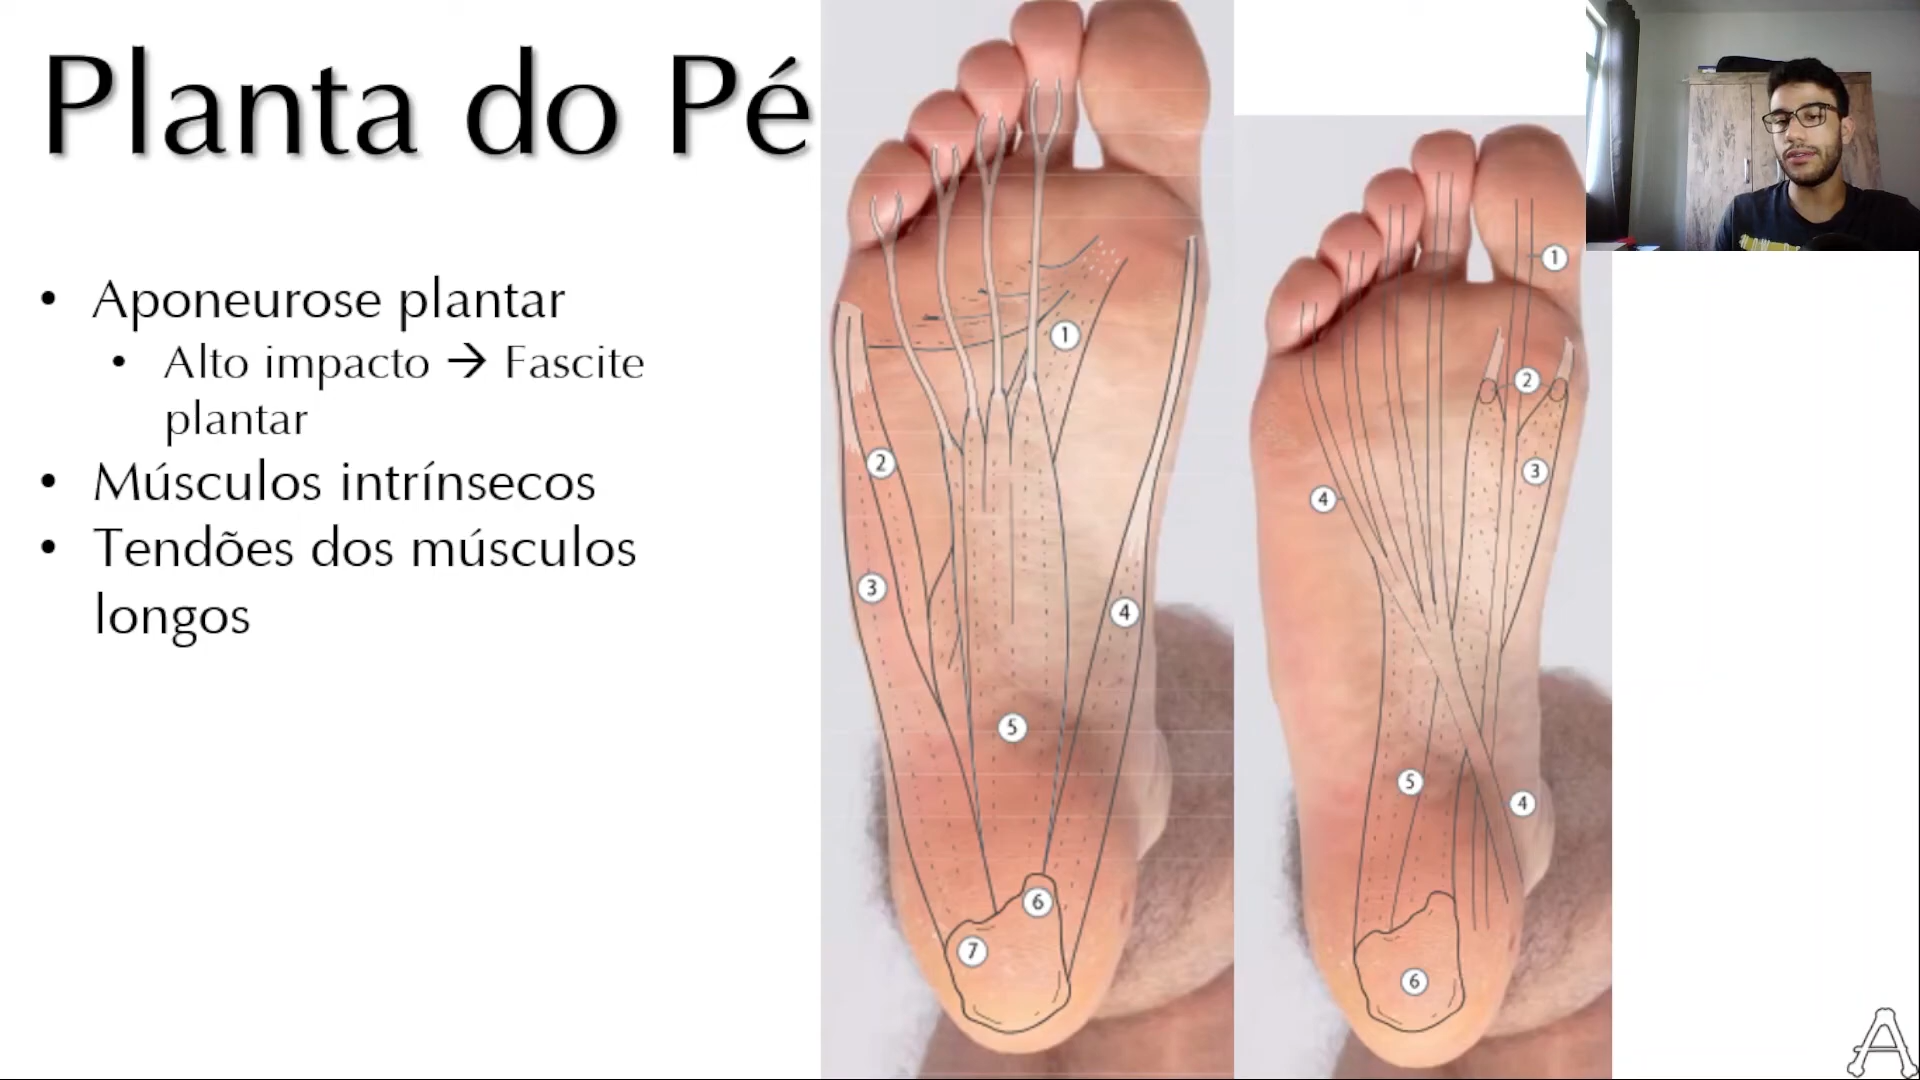 Planta do Pé
• Aponeurose plantar
• Alto impacto → Fascite
plantar
• Músculos intrínsecos
• Tendões dos músculos
longos
1
2
3
4
5
6
7
1
2
3
4
5
4
6
A